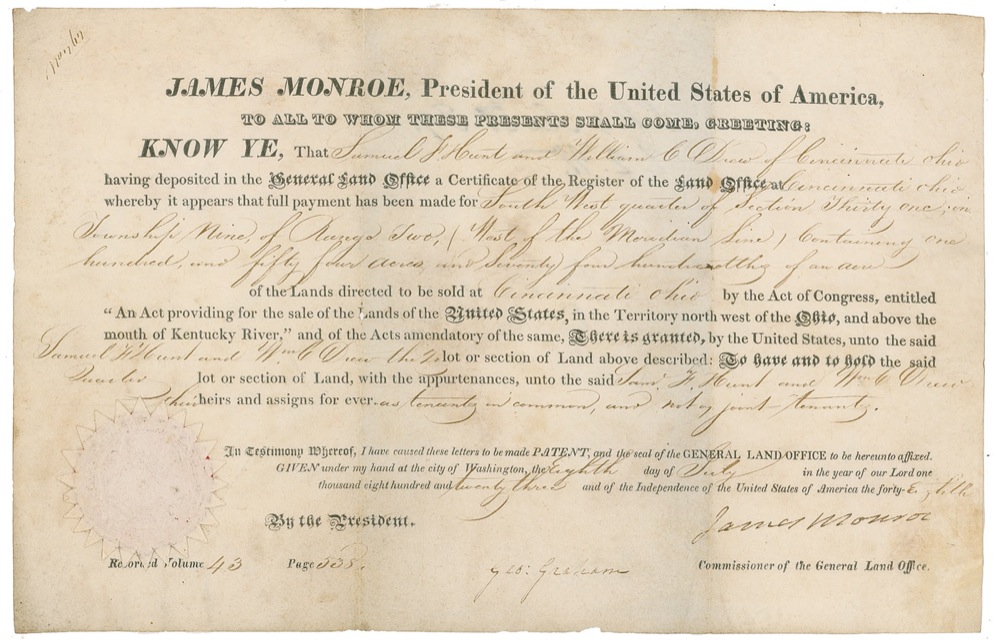 JAMES MONROE, President of the United States of America,
TO ALL TO WHOM THESE PRESENTS SHALL COME, GREETING:
KNOW YE, That Samuel F Hunt and William C Drew of Cincinnati Ohio
having deposited in the General Land Office a Certificate of the Register of the Land Office at Cincinnati Ohio
whereby it appears that full payment has been made for South West quarter of Section Thirty one, in
Township Nine, of Range Two, (West of the Meridian Line) Containing one
hundred, and fifty four acres, and Seventy four hundredths of an acre
of the Lands directed to be sold at Cincinnati Ohio by the Act of Congress, entitled
“An Act providing for the sale of the Lands of the United States, in the Territory north west of the Ohio, and above the
mouth of Kentucky River,” and of the Acts amendatory of the same, There is granted, by the United States, unto the said
Samuel F Hunt and Wm C Drew the lot or section of Land above described: To have and to hold the said
Quarter lot or section of Land, with the appurtenances, unto the said Saml F. Hunt and Wm C Drew
their heirs and assigns for ever. as tenants in common, and not as joint tenants.
In Testimony Whereof, I have caused these letters to be made PATENT, and the seal of the GENERAL LAND OFFICE to be hereunto affixed.
GIVEN under my hand at the city of Washington, the Eighth day of July in the year of our Lord one
thousand eight hundred and twenty three and of the Independence of the United States of America the forty-Eighth
By the President.
James Monroe
Recorded Volume 43 Page 538.
Geo: Graham
Commissioner of the General Land Office.